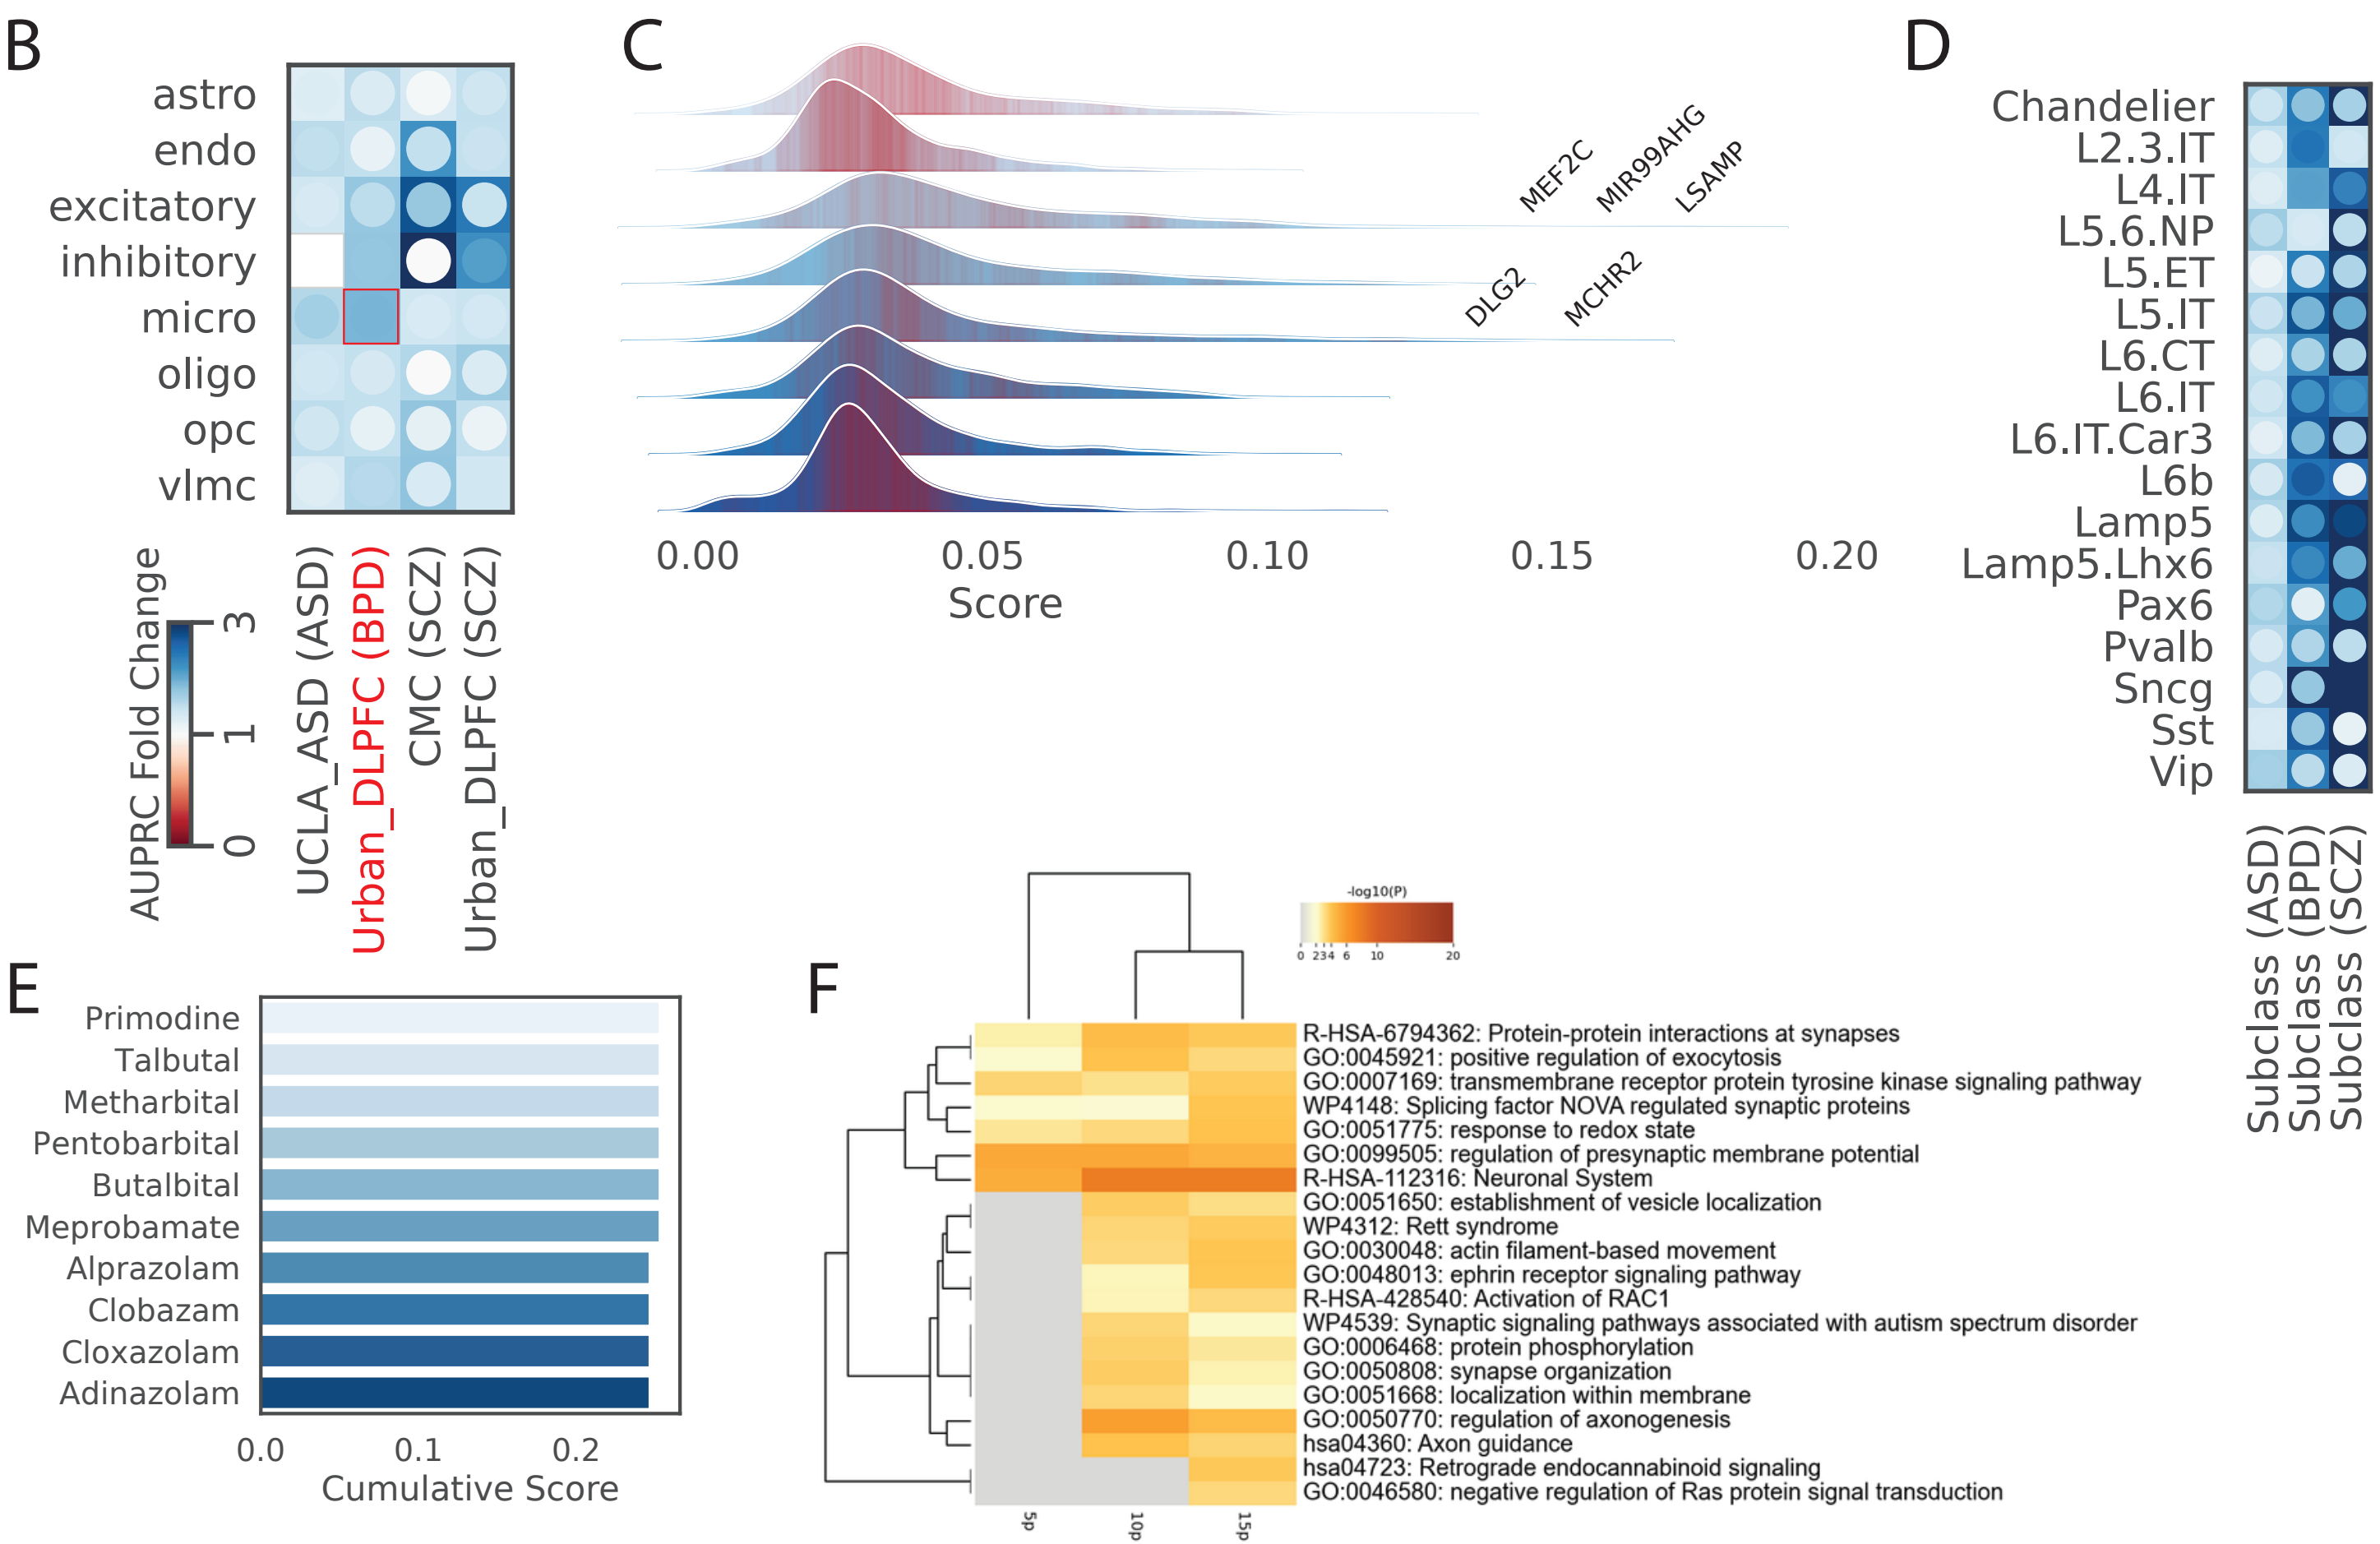 B
astro
endo
excitatory
inhibitory
micro
oligo
opc
vlmc
AUPRC Fold Change
3
1
0
UCLA_ASD (ASD)
Urban_DLPFC (BPD)
CMC (SCZ)
Urban_DLPFC (SCZ)
C
MEF2C
MIR99AHG
LSAMP
DLG2
MCHR2
0.00
0.05
0.10
0.15
0.20
Score
D
Chandelier
L2.3.IT
L4.IT
L5.6.NP
L5.ET
L5.IT
L6.CT
L6.IT
L6.IT.Car3
L6b
Lamp5
Lamp5.Lhx6
Pax6
Pvalb
Sncg
Sst
Vip
Subclass (ASD)
Subclass (BPD)
Subclass (SCZ)
E
Primodine
Talbutal
Metharbital
Pentobarbital
Butalbital
Meprobamate
Alprazolam
Clobazam
Cloxazolam
Adinazolam
0.0
0.1
0.2
Cumulative Score
F
-log10(P)
0 2 3 4 6 10 20
R-HSA-6794362: Protein-protein interactions at synapses
GO:0045921: positive regulation of exocytosis
GO:0007169: transmembrane receptor protein tyrosine kinase signaling pathway
WP4148: Splicing factor NOVA regulated synaptic proteins
GO:0051775: response to redox state
GO:0099505: regulation of presynaptic membrane potential
R-HSA-112316: Neuronal System
GO:0051650: establishment of vesicle localization
WP4312: Rett syndrome
GO:0030048: actin filament-based movement
GO:0048013: ephrin receptor signaling pathway
R-HSA-428540: Activation of RAC1
WP4539: Synaptic signaling pathways associated with autism spectrum disorder
GO:0006468: protein phosphorylation
GO:0050808: synapse organization
GO:0051668: localization within membrane
GO:0050770: regulation of axonogenesis
hsa04360: Axon guidance
hsa04723: Retrograde endocannabinoid signaling
GO:0046580: negative regulation of Ras protein signal transduction
5p
10p
15p